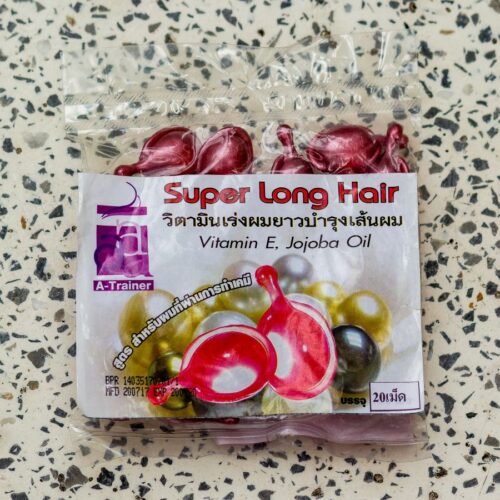 Super Long Hair
วิตามินเร่งผมยาวบำรุงเส้นผม
Vitamin E, Jojoba Oil
A-Trainer
สูตร สำหรับผมที่ผ่านการทำเคมี
MFD 200717
บรรจุ 20เม็ด